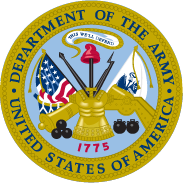 DEPARTMENT OF THE ARMY
THIS WE'LL DEFEND
1775
UNITED STATES OF AMERICA